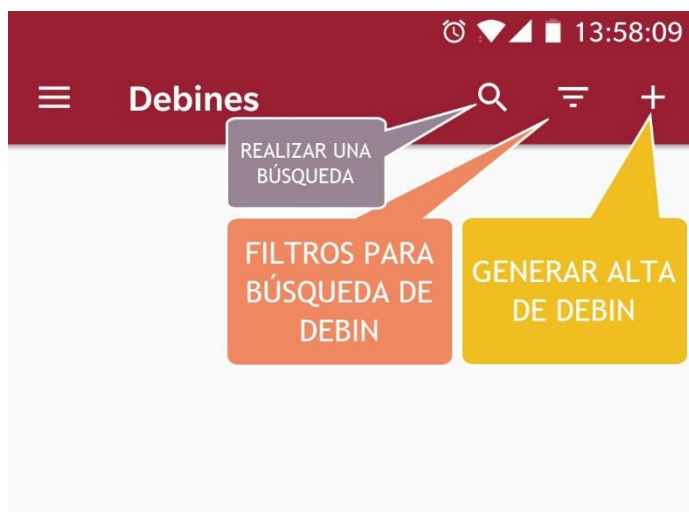 13:58:09
Debines
REALIZAR UNA
BÚSQUEDA
FILTROS PARA
BÚSQUEDA DE
DEBIN
GENERAR ALTA
DE DEBIN